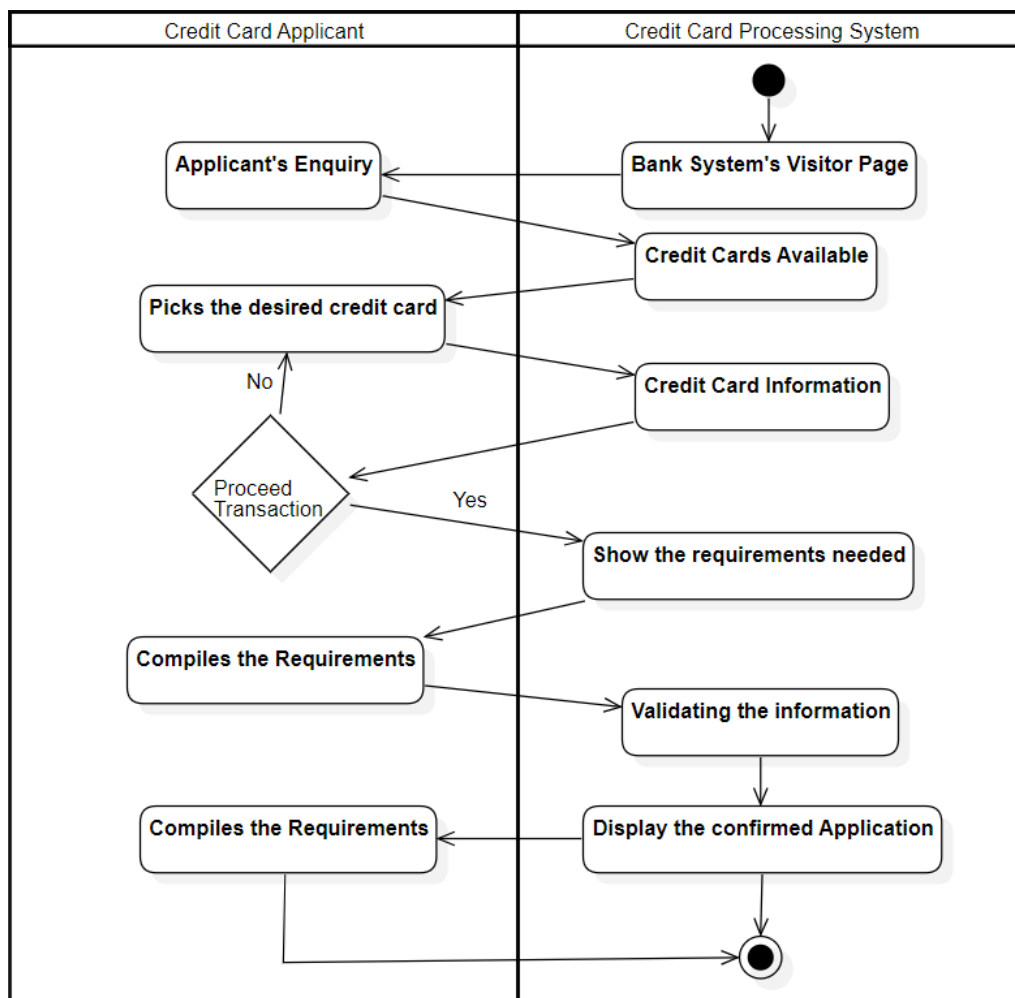 Credit Card Applicant
Credit Card Processing System
Applicant's Enquiry
Bank System's Visitor Page
Credit Cards Available
Picks the desired credit card
No
Credit Card Information
Proceed
Transaction
Yes
Show the requirements needed
Compiles the Requirements
Validating the information
Compiles the Requirements
Display the confirmed Application